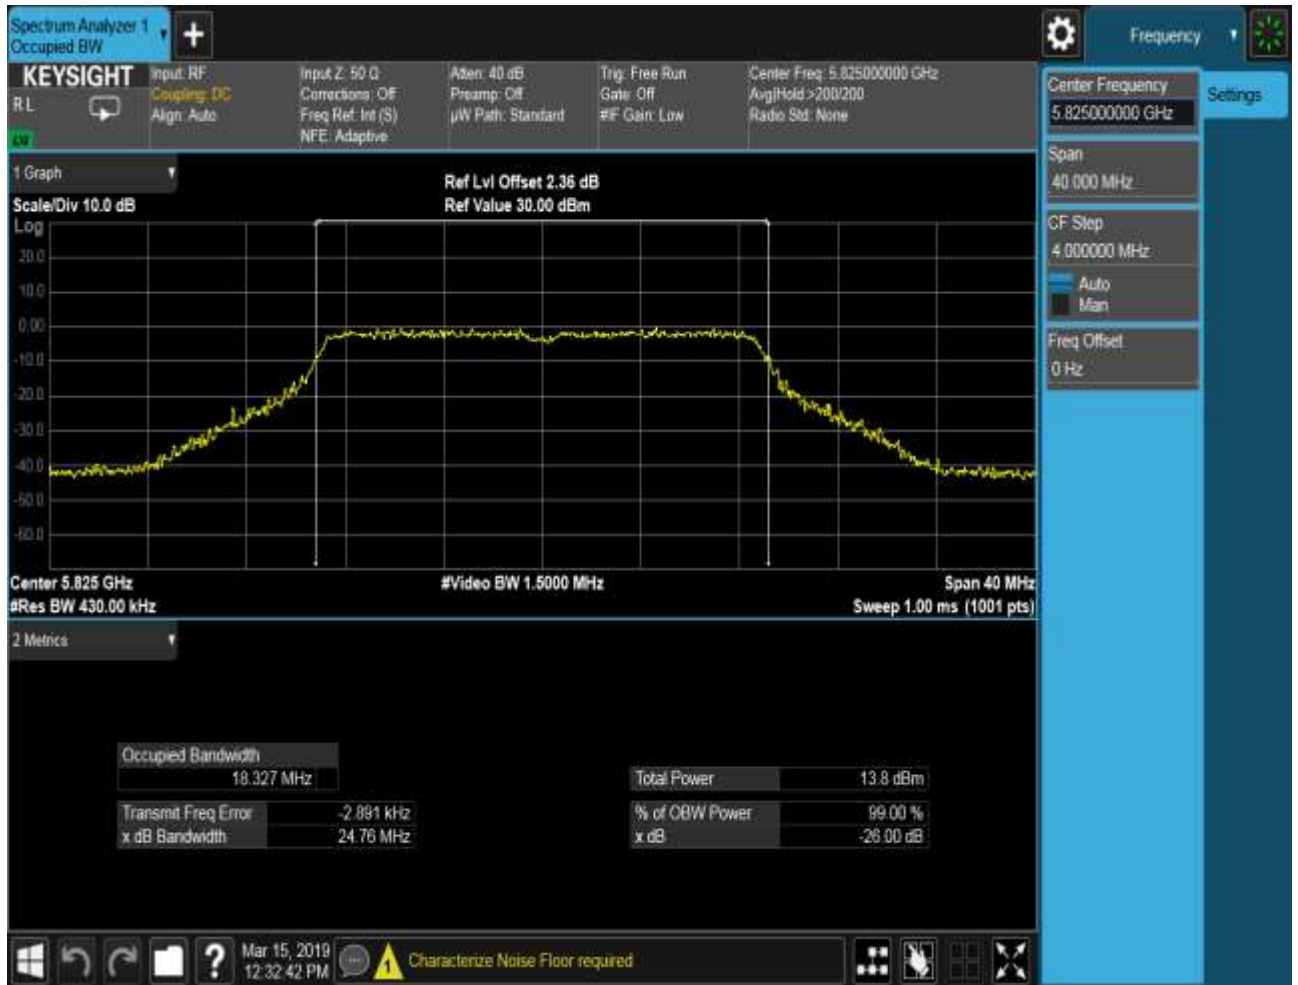 Spectrum Analyzer 1
Occupied BW
Frequency
KEYSIGHT
R L
Input: RF
Coupling: DC
Align: Auto
Input Z: 50 Ω
Corrections: Off
Freq Ref: Int (S)
NFE: Adaptive
Atten: 40 dB
Preamp: Off
µW Path: Standard
Trig: Free Run
Gate: Off
#IF Gain: Low
Center Freq: 5.825000000 GHz
Avg|Hold:>200/200
Radio Std: None
Center Frequency
5.825000000 GHz
Settings
Span
40.000 MHz
CF Step
4.000000 MHz
Auto
Man
Freq Offset
0 Hz
1 Graph
Scale/Div 10.0 dB
Ref Lvl Offset 2.36 dB
Ref Value 30.00 dBm
Log
20.0
10.0
0.00
-10.0
-20.0
-30.0
-40.0
-50.0
-60.0
Center 5.825 GHz
#Video BW 1.5000 MHz
Span 40 MHz
#Res BW 430.00 kHz
Sweep 1.00 ms (1001 pts)
2 Metrics
Occupied Bandwidth
18.327 MHz
Total Power 13.8 dBm
Transmit Freq Error -2.891 kHz
% of OBW Power 99.00 %
x dB Bandwidth 24.76 MHz
x dB -26.00 dB
?
Mar 15, 2019
12:32:42 PM
1
Characterize Noise Floor required